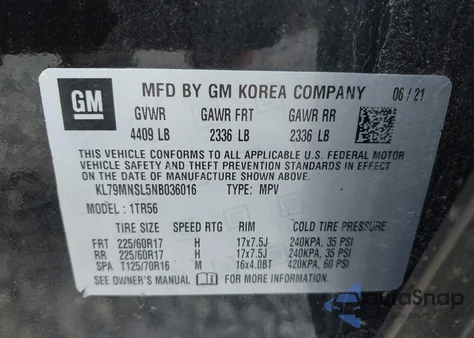 GM
MFD BY GM KOREA COMPANY 06/21
GVWR GAWR FRT GAWR RR
4409 LB 2336 LB 2336 LB
THIS VEHICLE CONFORMS TO ALL APPLICABLE U.S. FEDERAL MOTOR
VEHICLE SAFETY AND THEFT PREVENTION STANDARDS IN EFFECT
ON THE DATE OF MANUFACTURE SHOWN ABOVE.
KL79MNSL5NB036016 TYPE: MPV
MODEL: 1TR56
TIRE SIZE SPEED RTG RIM COLD TIRE PRESSURE
FRT 225/60R17 H 17x7.5J 240KPA, 35 PSI
RR 225/60R17 H 17x7.5J 240KPA, 35 PSI
SPA T125/70R16 M 16x4.0BT 420KPA, 60 PSI
SEE OWNER'S MANUAL FOR MORE INFORMATION.
AutoSnap